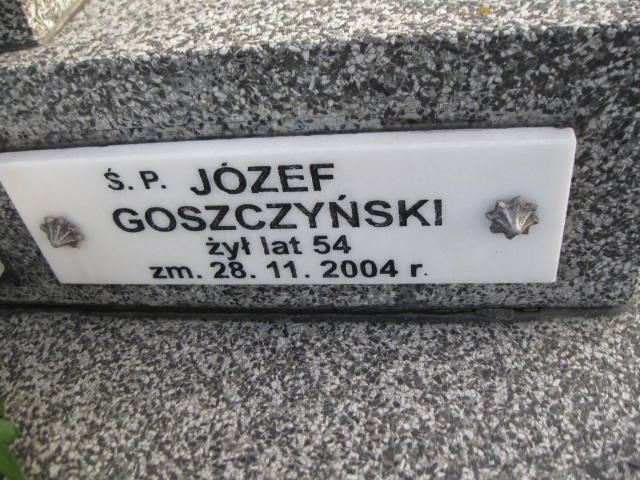 Ś. P. JÓZEF
GOSZCZYŃSKI
żył lat 54
zm. 28. 11. 2004 r.